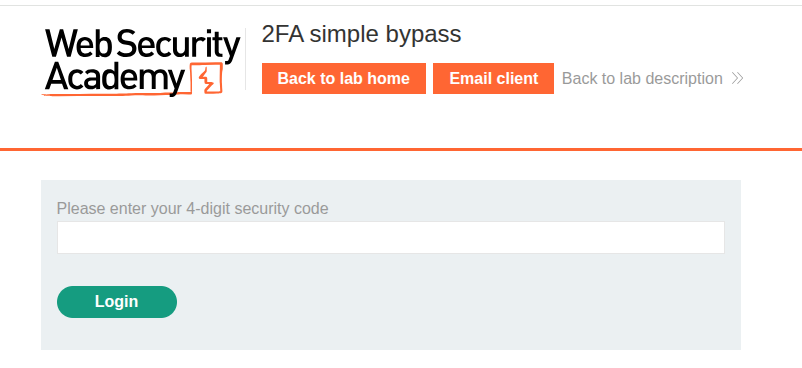 Web Security
Academy
2FA simple bypass
Back to lab home
Email client
Back to lab description
Please enter your 4-digit security code
Login